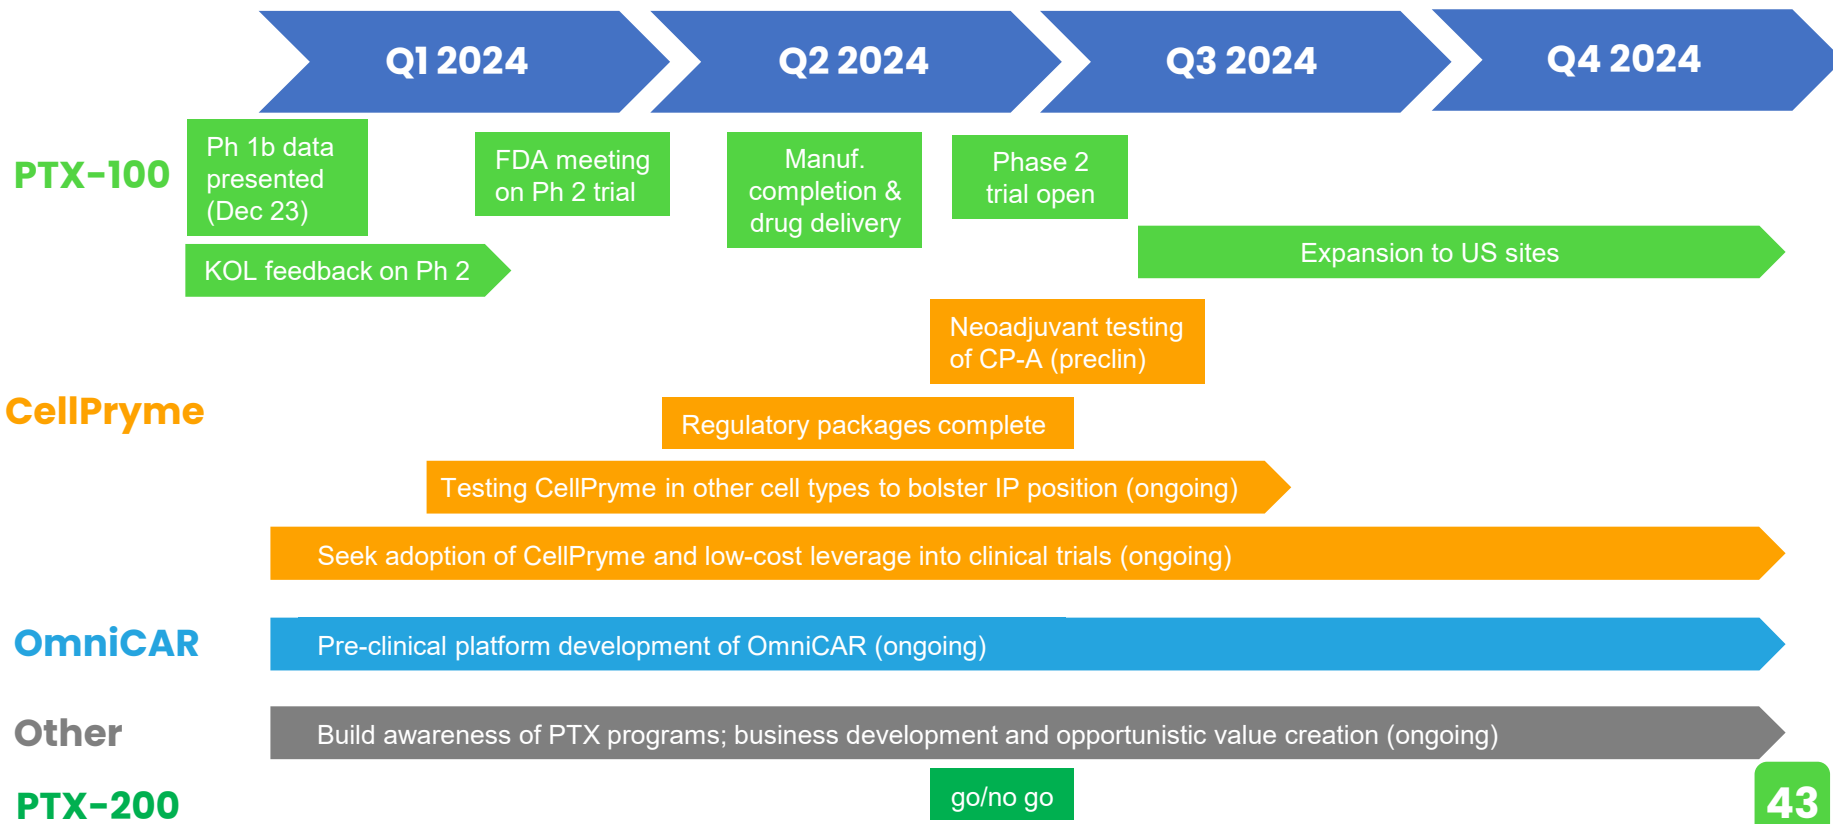 Q1 2024
Q2 2024
Q3 2024
Q4 2024
PTX-100
Ph 1b data
presented
(Dec 23)
FDA meeting
on Ph 2 trial
Manuf.
completion &
drug delivery
Phase 2
trial open
KOL feedback on Ph 2
Expansion to US sites
CellPryme
Neoadjuvant testing
of CP-A (preclin)
Regulatory packages complete
Testing CellPryme in other cell types to bolster IP position (ongoing)
Seek adoption of CellPryme and low-cost leverage into clinical trials (ongoing)
OmniCAR
Pre-clinical platform development of OmniCAR (ongoing)
Other
Build awareness of PTX programs; business development and opportunistic value creation (ongoing)
PTX-200
go/no go
43